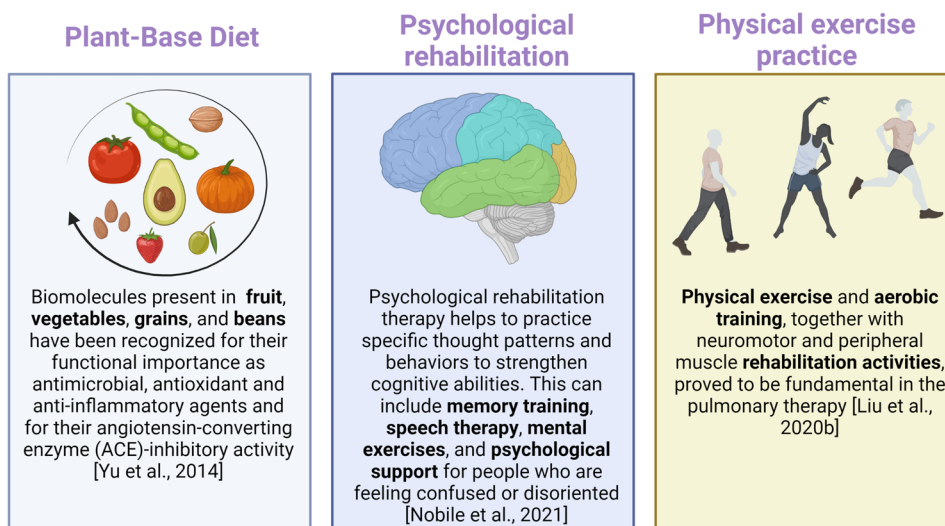 Plant-Base Diet
Biomolecules present in fruit,
vegetables, grains, and beans
have been recognized for their
functional importance as
antimicrobial, antioxidant and
anti-inflammatory agents and
for their angiotensin-converting
enzyme (ACE)-inhibitory activity
[Yu et al., 2014]
Psychological
rehabilitation
Psychological rehabilitation
therapy helps to practice
specific thought patterns and
behaviors to strengthen
cognitive abilities. This can
include memory training,
speech therapy, mental
exercises, and psychological
support for people who are
feeling confused or disoriented
[Nobile et al., 2021]
Physical exercise
practice
Physical exercise and aerobic
training, together with
neuromotor and peripheral
muscle rehabilitation activities,
proved to be fundamental in the
pulmonary therapy [Liu et al.,
2020b]